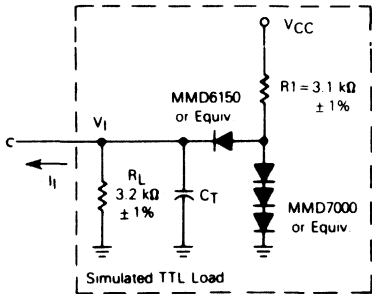 VCC
MMD6150
or Equiv
R1 = 3.1 kΩ
± 1%
C
VI
II
RL
3.2 kΩ
± 1%
CT
MMD7000
or Equiv.
Simulated TTL Load